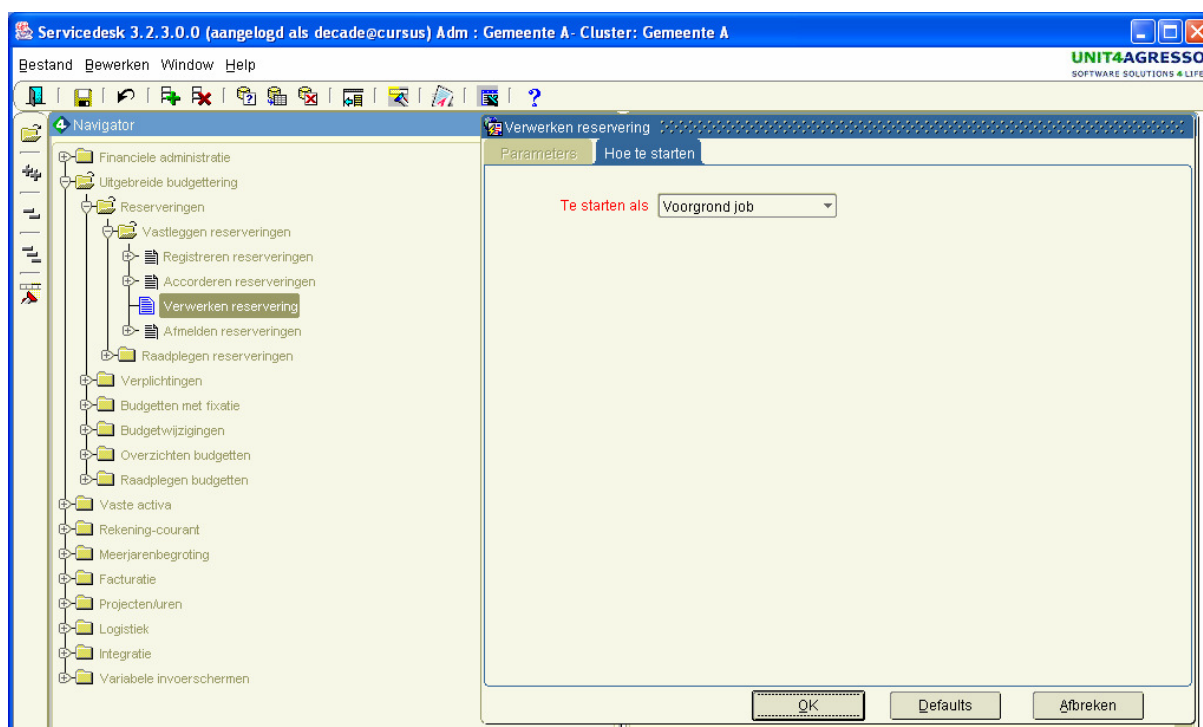 Servicedesk 3.2.3.0.0 (aangelogd als decade@cursus) Adm : Gemeente A- Cluster: Gemeente A
Bestand Bewerken Window Help
UNIT4AGRESSO
SOFTWARE SOLUTIONS 4 LIFE
Navigator
Financiele administratie
Uitgebreide budgettering
Reserveringen
Vastleggen reserveringen
Registreren reserveringen
Accorderen reserveringen
Verwerken reservering
Afmelden reserveringen
Raadplegen reserveringen
Verplichtingen
Budgetten met fixatie
Budgetwijzigingen
Overzichten budgetten
Raadplegen budgetten
Vaste activa
Rekening-courant
Meerjarenbegroting
Facturatie
Projecten/uren
Logistiek
Integratie
Variabele invoerschermen
Verwerken reservering
Parameters Hoe te starten
Te starten als Voorgrond job
OK Defaults Afbreken